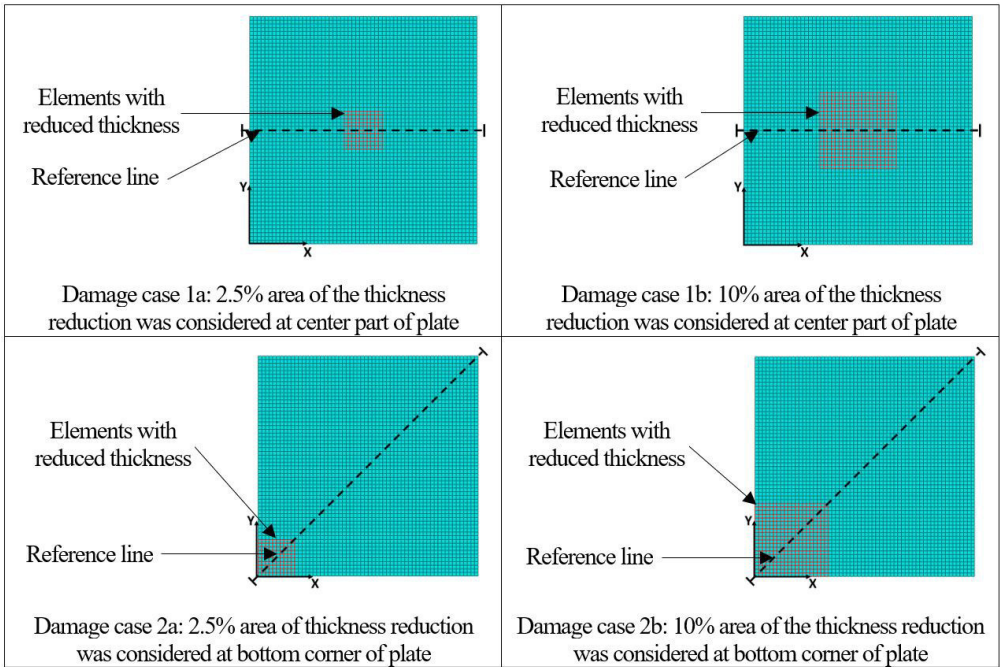 Elements with
reduced thickness
Reference line
Y
X
Damage case 1a: 2.5% area of the thickness
reduction was considered at center part of plate
Elements with
reduced thickness
Reference line
Y
X
Damage case 1b: 10% area of the thickness
reduction was considered at center part of plate
Elements with
reduced thickness
Y
Reference line
X
Damage case 2a: 2.5% area of thickness reduction
was considered at bottom corner of plate
Elements with
reduced thickness
Y
Reference line
X
Damage case 2b: 10% area of the thickness reduction
was considered at bottom corner of plate